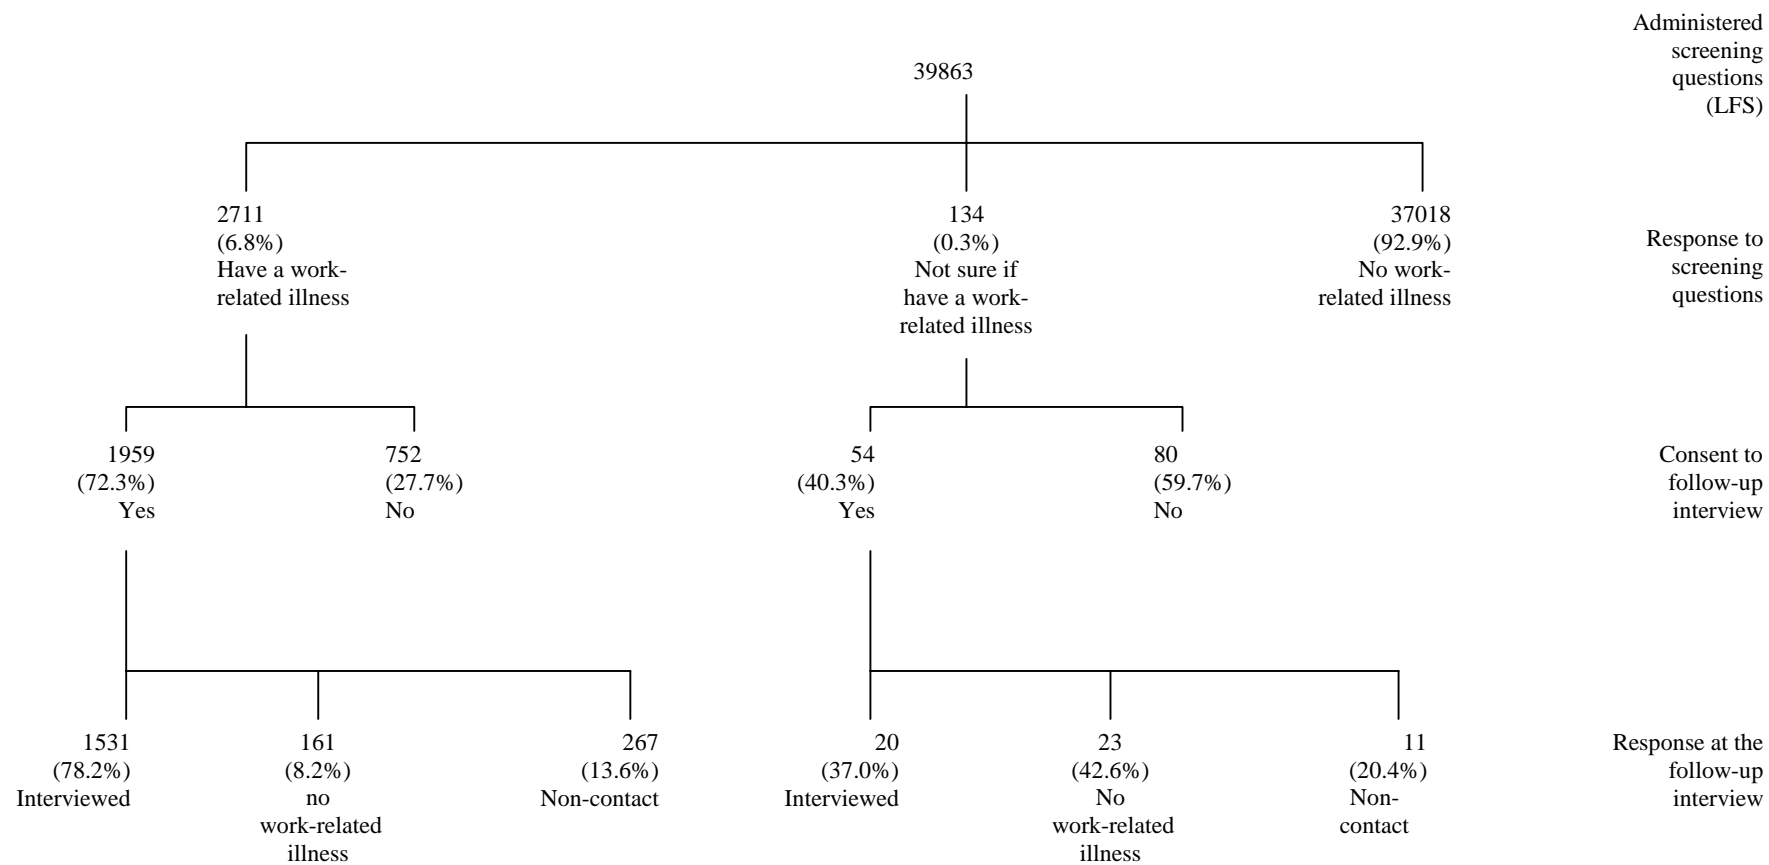 Administered
screening
questions
(LFS)
39863
2711
(6.8%)
Have a work-
related illness
134
(0.3%)
Not sure if
have a work-
related illness
37018
(92.9%)
No work-
related illness
Response to
screening
questions
1959
(72.3%)
Yes
752
(27.7%)
No
54
(40.3%)
Yes
80
(59.7%)
No
Consent to
follow-up
interview
1531
(78.2%)
Interviewed
161
(8.2%)
no
work-related
illness
267
(13.6%)
Non-contact
20
(37.0%)
Interviewed
23
(42.6%)
No
work-related
illness
11
(20.4%)
Non-
contact
Response at the
follow-up
interview